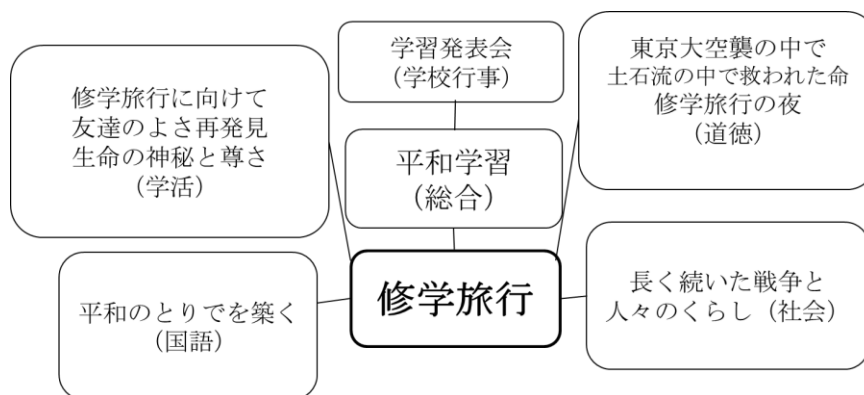 学習発表会
(学校行事)
修学旅行に向けて
友達のよさ再発見
生命の神秘と尊さ
(学活)
平和学習
(総合)
東京大空襲の中で
土石流の中で救われた命
修学旅行の夜
(道徳)
平和のとりでを築く
(国語)
修学旅行
長く続いた戦争と
人々のくらし（社会）